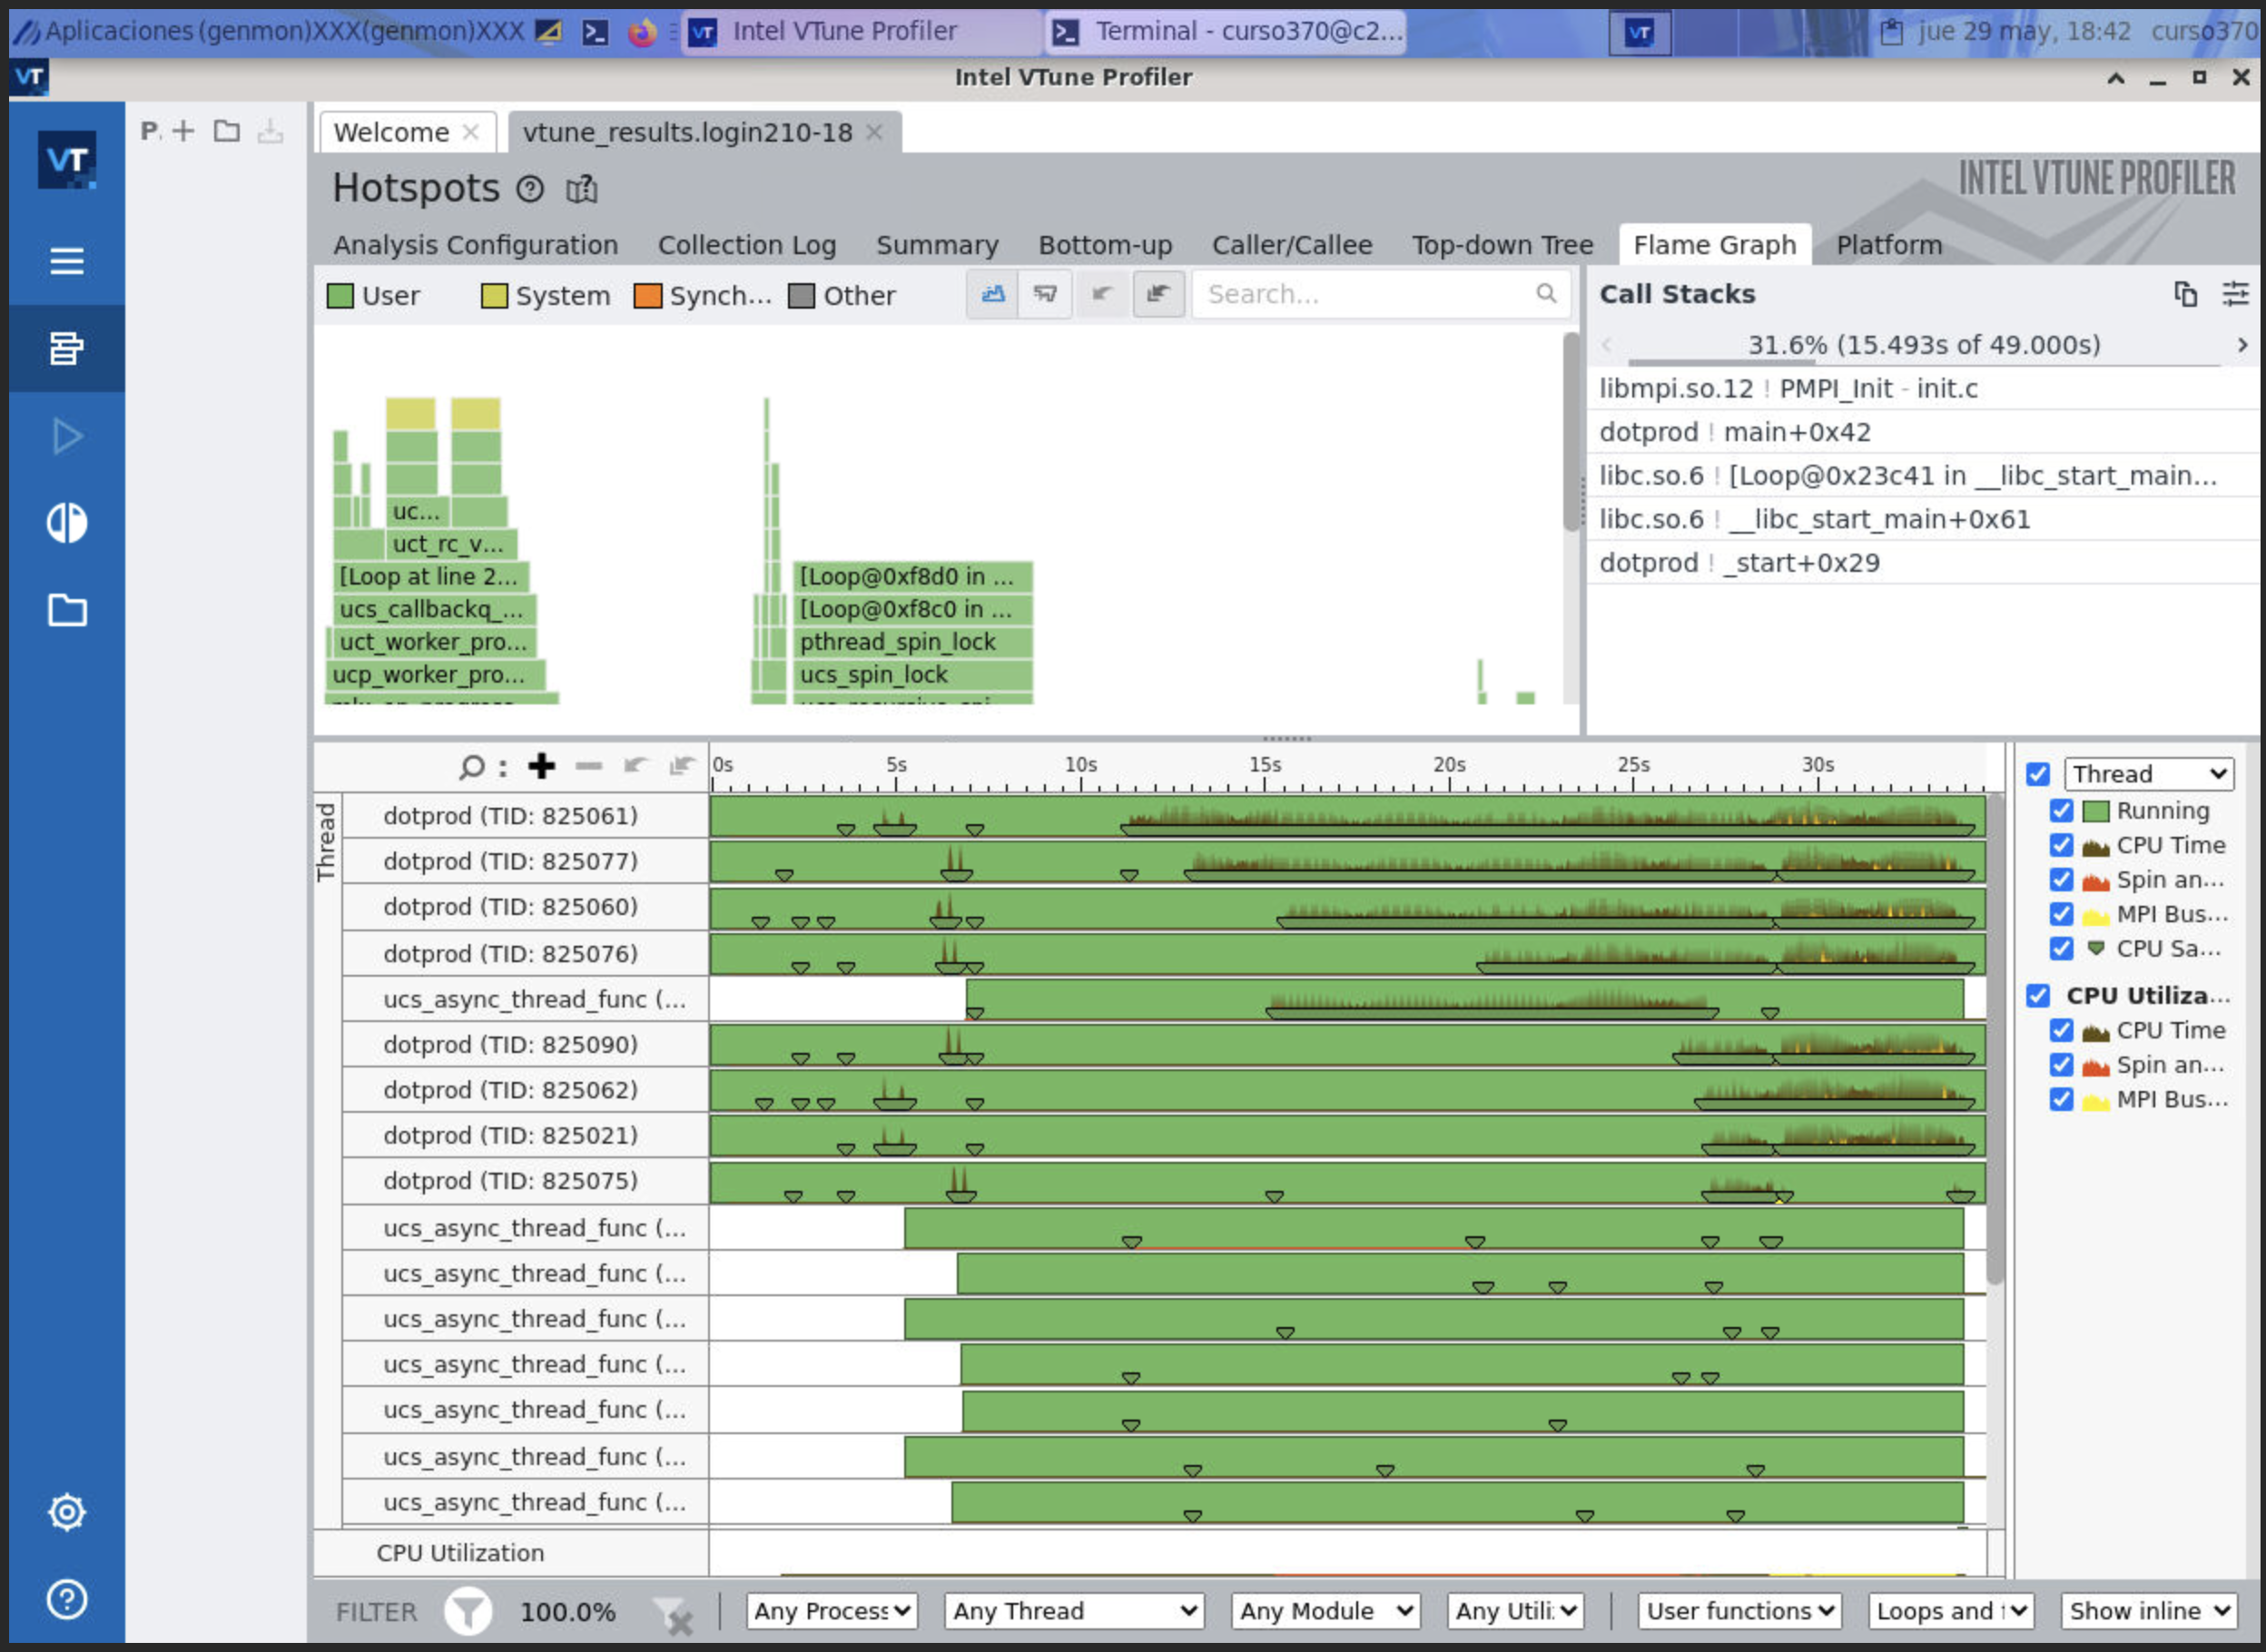 Aplicaciones (genmon)XXX(genmon)XXX Intel VTune Profiler Terminal - curso370@c2... jue 29 may, 18:42 curso370
VT Intel VTune Profiler
VT
P.
Welcome vtune_results.login210-18
Hotspots
INTEL VTUNE PROFILER
Analysis Configuration Collection Log Summary Bottom-up Caller/Callee Top-down Tree Flame Graph Platform
User System Synch... Other Search...
Call Stacks
31.6% (15.493s of 49.000s)
libmpi.so.12 ! PMPI_Init - init.c
dotprod ! main+0x42
libc.so.6 ! [Loop@0x23c41 in __libc_start_main...
libc.so.6 ! __libc_start_main+0x61
dotprod ! _start+0x29
uc...
uct_rc_v...
[Loop at line 2... [Loop@0xf8d0 in ...
ucs_callbackq_... [Loop@0xf8c0 in ...
uct_worker_pro... pthread_spin_lock
ucp_worker_pro... ucs_spin_lock
0s 5s 10s 15s 20s 25s 30s
Thread
dotprod (TID: 825061)
dotprod (TID: 825077)
dotprod (TID: 825060)
dotprod (TID: 825076)
ucs_async_thread_func (...
dotprod (TID: 825090)
dotprod (TID: 825062)
dotprod (TID: 825021)
dotprod (TID: 825075)
ucs_async_thread_func (...
ucs_async_thread_func (...
ucs_async_thread_func (...
ucs_async_thread_func (...
ucs_async_thread_func (...
ucs_async_thread_func (...
ucs_async_thread_func (...
CPU Utilization
Thread
Running
CPU Time
Spin an...
MPI Bus...
CPU Sa...
CPU Utiliza...
CPU Time
Spin an...
MPI Bus...
FILTER 100.0% Any Process Any Thread Any Module Any Utili: User functions Loops and f Show inline